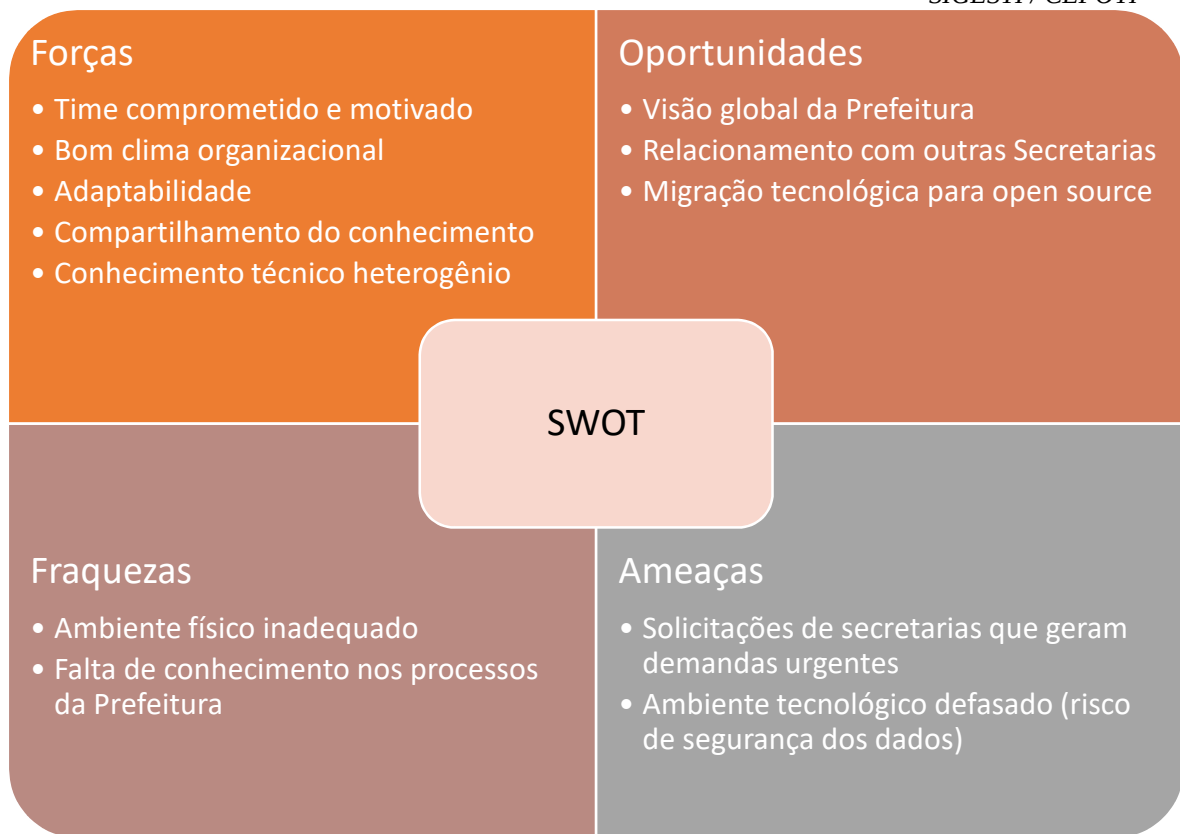 Forças
• Time comprometido e motivado
• Bom clima organizacional
• Adaptabilidade
• Compartilhamento do conhecimento
• Conhecimento técnico heterogênio
Oportunidades
• Visão global da Prefeitura
• Relacionamento com outras Secretarias
• Migração tecnológica para open source
SWOT
Fraquezas
• Ambiente físico inadequado
• Falta de conhecimento nos processos
da Prefeitura
Ameaças
• Solicitações de secretarias que geram
demandas urgentes
• Ambiente tecnológico defasado (risco
de segurança dos dados)